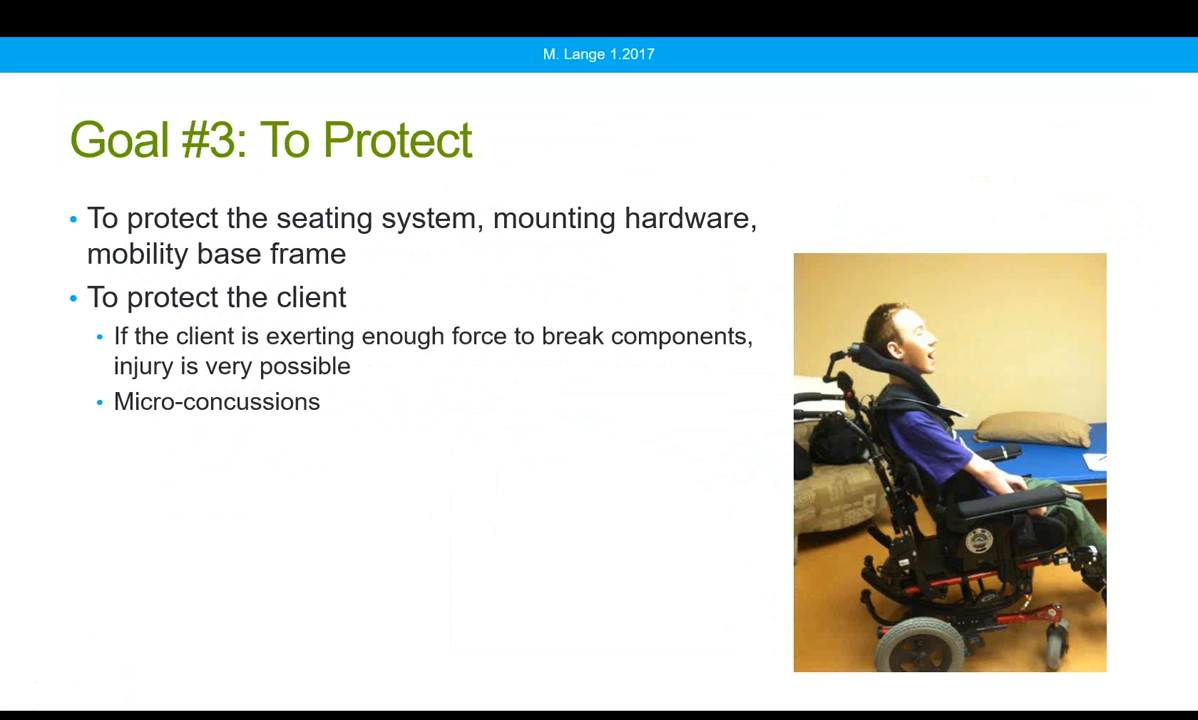 M. Lange 1.2017
Goal #3: To Protect
• To protect the seating system, mounting hardware,
mobility base frame
• To protect the client
• If the client is exerting enough force to break components,
injury is very possible
• Micro-concussions